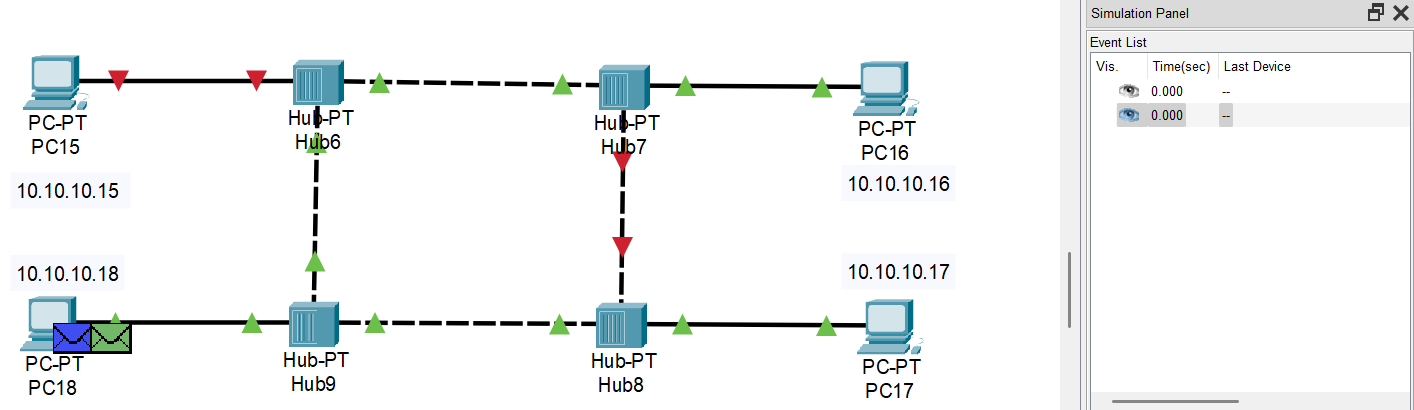 Simulation Panel
Event List
Vis. Time(sec) Last Device
0.000 --
0.000 --
PC-PT
PC15
Hub-PT
Hub6
Hub-PT
Hub7
PC-PT
PC16
10.10.10.15
10.10.10.16
10.10.10.18
10.10.10.17
PC-PT
PC18
Hub-PT
Hub9
Hub-PT
Hub8
PC-PT
PC17